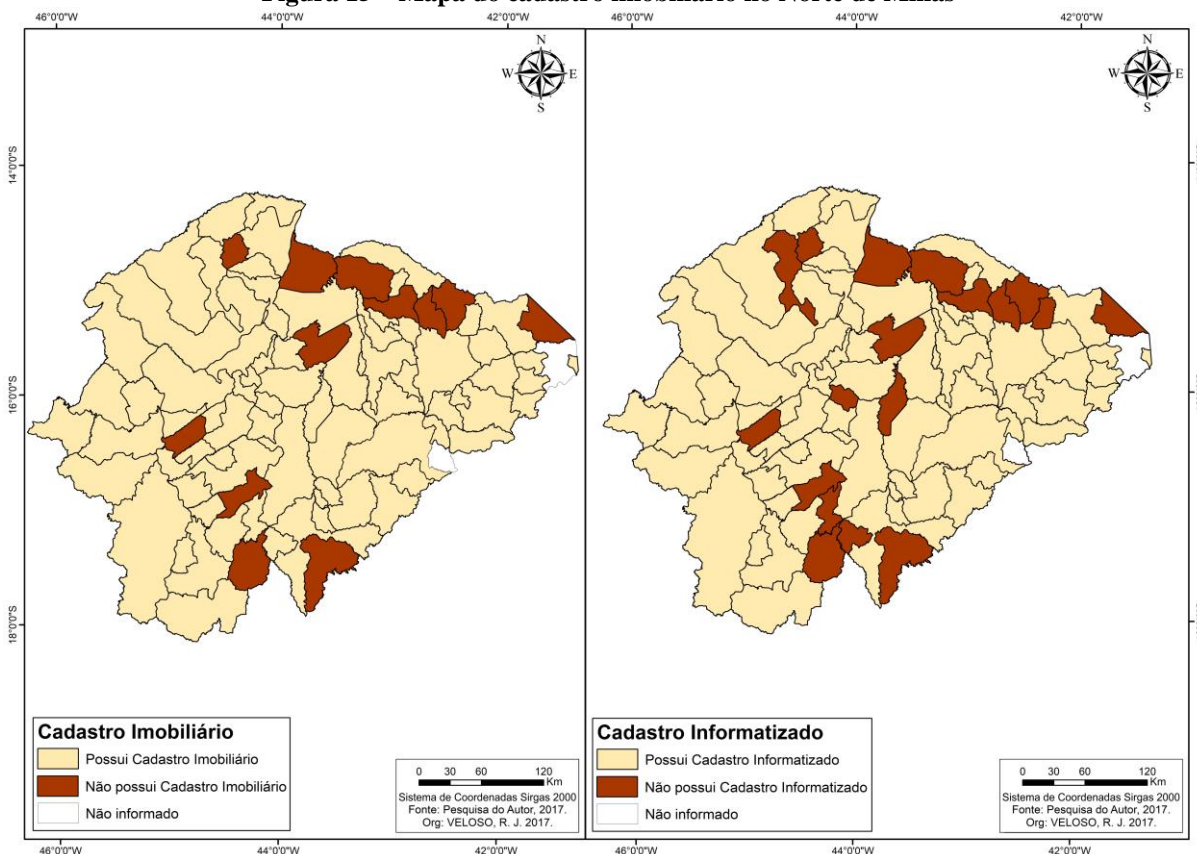 Figura 15 – Mapa do cadastro imobiliário no Norte de Minas
46°0'0"W 44°0'0"W 42°0'0"W 44°0'0"W 42°0'0"W
N
W E
S
N
W E
S
14°0'0"S
16°0'0"S
18°0'0"S
Cadastro Imobiliário
Possui Cadastro Imobiliário
Não possui Cadastro Imobiliário
Não informado
0 30 60 120
Km
Sistema de Coordenadas Sirgas 2000
Fonte: Pesquisa do Autor, 2017.
Org: VELOSO, R. J. 2017.
Cadastro Informatizado
Possui Cadastro Informatizado
Não possui Cadastro Informatizado
Não informado
0 30 60 120
Km
Sistema de Coordenadas Sirgas 2000
Fonte: Pesquisa do Autor, 2017.
Org: VELOSO, R. J. 2017.
46°0'0"W 44°0'0"W 42°0'0"W 46°0'0"W 44°0'0"W 42°0'0"W